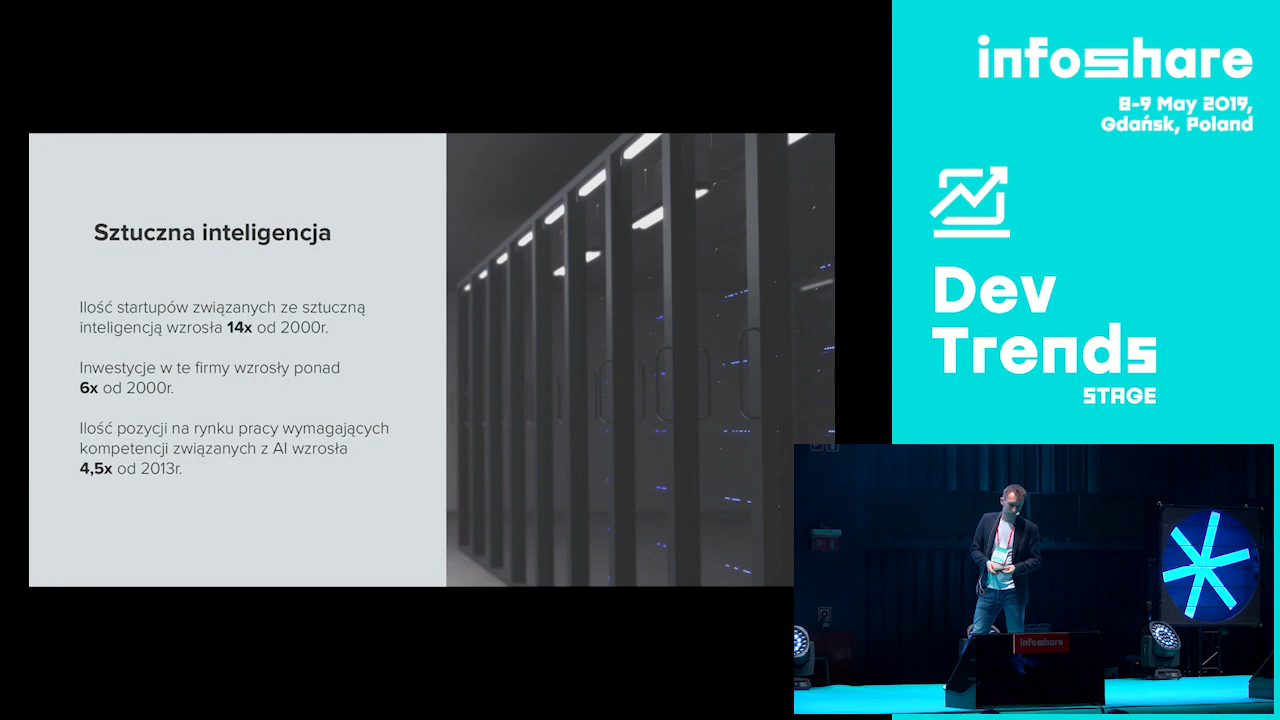 Sztuczna inteligencja
Ilość startupów związanych ze sztuczną
inteligencją wzrosła 14x od 2000r.
Inwestycje w te firmy wzrosły ponad
6x od 2000r.
Ilość pozycji na rynku pracy wymagających
kompetencji związanych z AI wzrosła
4,5x od 2013r.
infoshare
8-9 May 2019,
Gdańsk, Poland
Dev
Trends
STAGE
infoshare